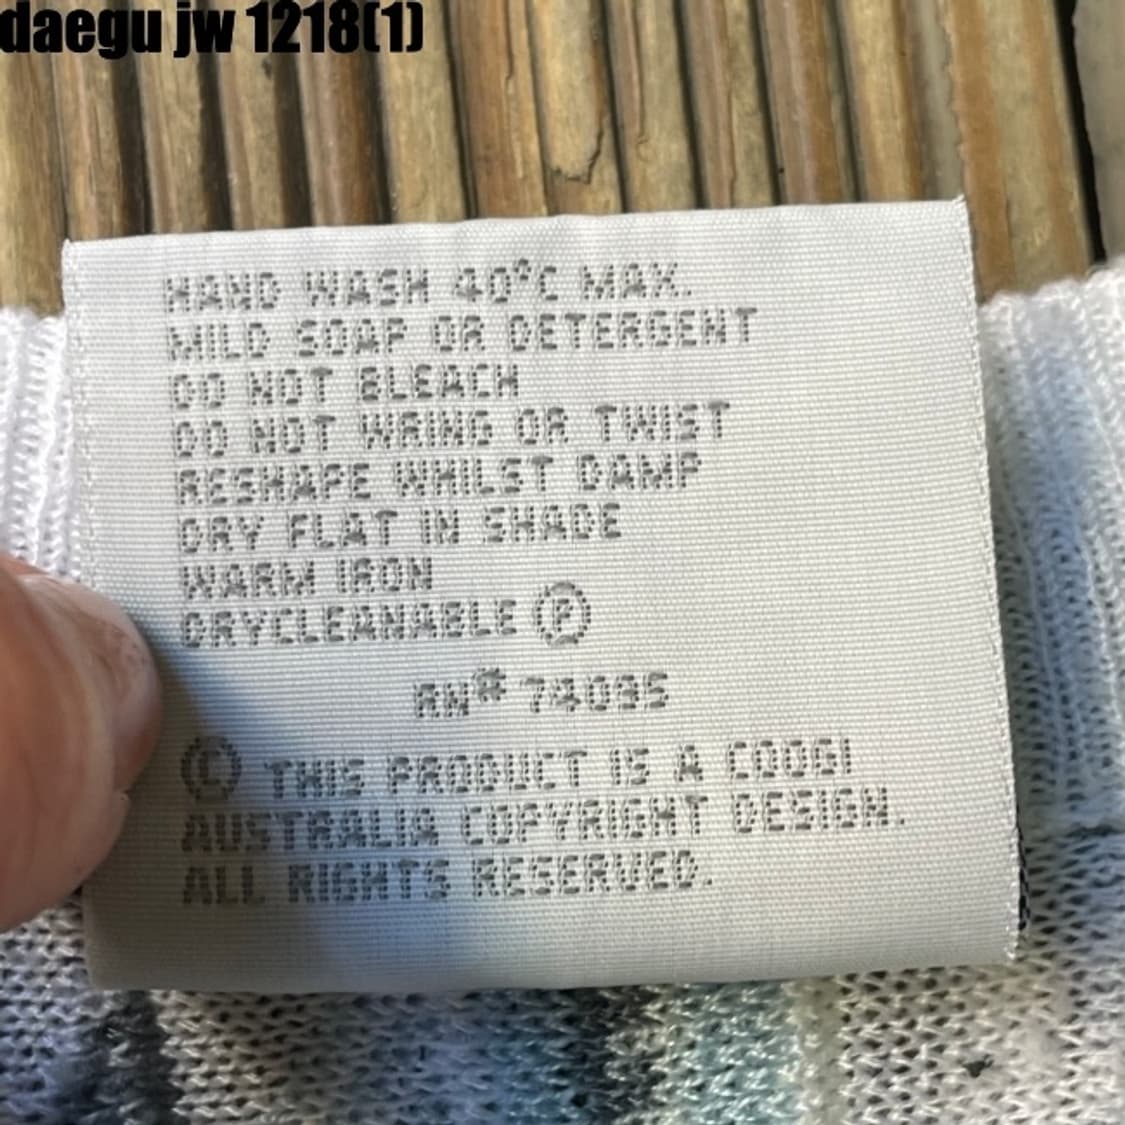 daegu jw 1218(1)
HAND WASH 40°C MAX.
MILD SOAP OR DETERGENT
DO NOT BLEACH
DO NOT WRING OR TWIST
RESHAPE WHILST DAMP
DRY FLAT IN SHADE
WARM IRON
DRYCLEANABLE Ⓟ
RN# 74095
© THIS PRODUCT IS A COOGI
AUSTRALIA COPYRIGHT DESIGN.
ALL RIGHTS RESERVED.